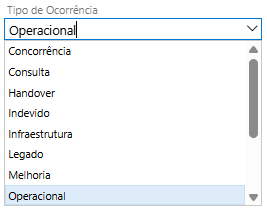 Tipo de Ocorrência
Operacional
Concorrência
Consulta
Handover
Indevido
Infraestrutura
Legado
Melhoria
Operacional